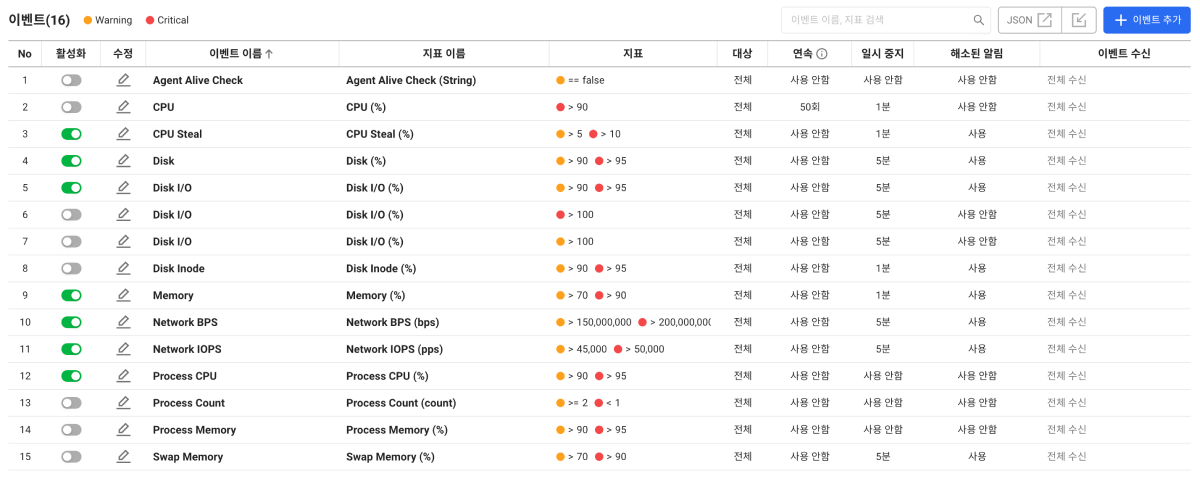 이벤트(16) Warning Critical 이벤트 이름, 지표 검색 JSON 이벤트 추가
No 활성화 수정 이벤트 이름 지표 이름 지표 대상 연속 일시 중지 해소된 알림 이벤트 수신
1 Agent Alive Check Agent Alive Check (String) == false 전체 사용 안함 사용 안함 사용 안함 전체 수신
2 CPU CPU (%) > 90 전체 50회 1분 사용 안함 전체 수신
3 CPU Steal CPU Steal (%) > 5 > 10 전체 사용 안함 1분 사용 전체 수신
4 Disk Disk (%) > 90 > 95 전체 사용 안함 5분 사용 전체 수신
5 Disk I/O Disk I/O (%) > 90 > 95 전체 사용 안함 5분 사용 전체 수신
6 Disk I/O Disk I/O (%) > 100 전체 사용 안함 5분 사용 안함 전체 수신
7 Disk I/O Disk I/O (%) > 100 전체 사용 안함 5분 사용 안함 전체 수신
8 Disk Inode Disk Inode (%) > 90 > 95 전체 사용 안함 1분 사용 전체 수신
9 Memory Memory (%) > 70 > 90 전체 사용 안함 1분 사용 전체 수신
10 Network BPS Network BPS (bps) > 150,000,000 > 200,000,000 전체 사용 안함 5분 사용 전체 수신
11 Network IOPS Network IOPS (pps) > 45,000 > 50,000 전체 사용 안함 5분 사용 전체 수신
12 Process CPU Process CPU (%) > 90 > 95 전체 사용 안함 사용 안함 사용 안함 전체 수신
13 Process Count Process Count (count) >= 2 < 1 전체 사용 안함 사용 안함 사용 안함 전체 수신
14 Process Memory Process Memory (%) > 90 > 95 전체 사용 안함 사용 안함 사용 안함 전체 수신
15 Swap Memory Swap Memory (%) > 70 > 90 전체 사용 안함 5분 사용 전체 수신